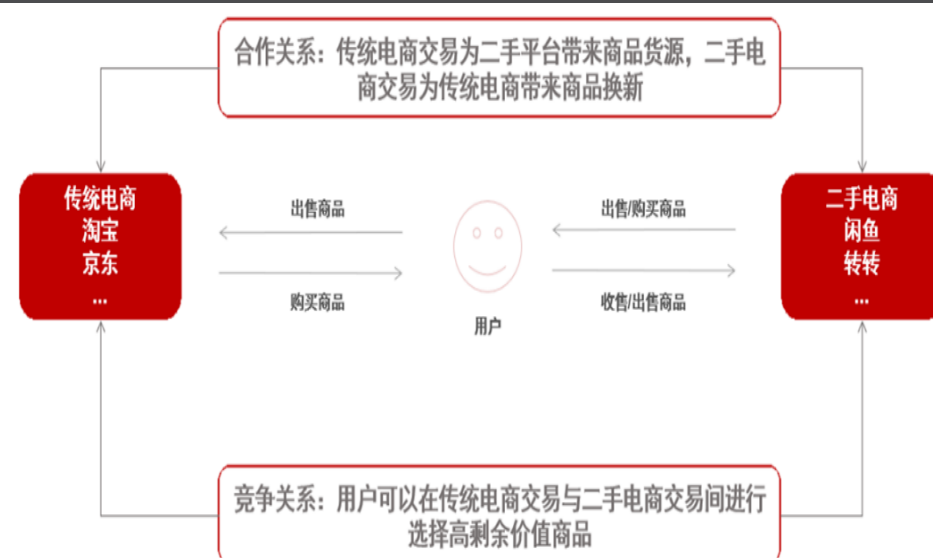 合作关系：传统电商交易为二手平台带来商品货源，二手电
商交易为传统电商带来商品换新
传统电商
淘宝
京东
...
出售商品
购买商品
用户
出售/购买商品
收售/出售商品
二手电商
闲鱼
转转
...
竞争关系：用户可以在传统电商交易与二手电商交易间进行
选择高剩余价值商品